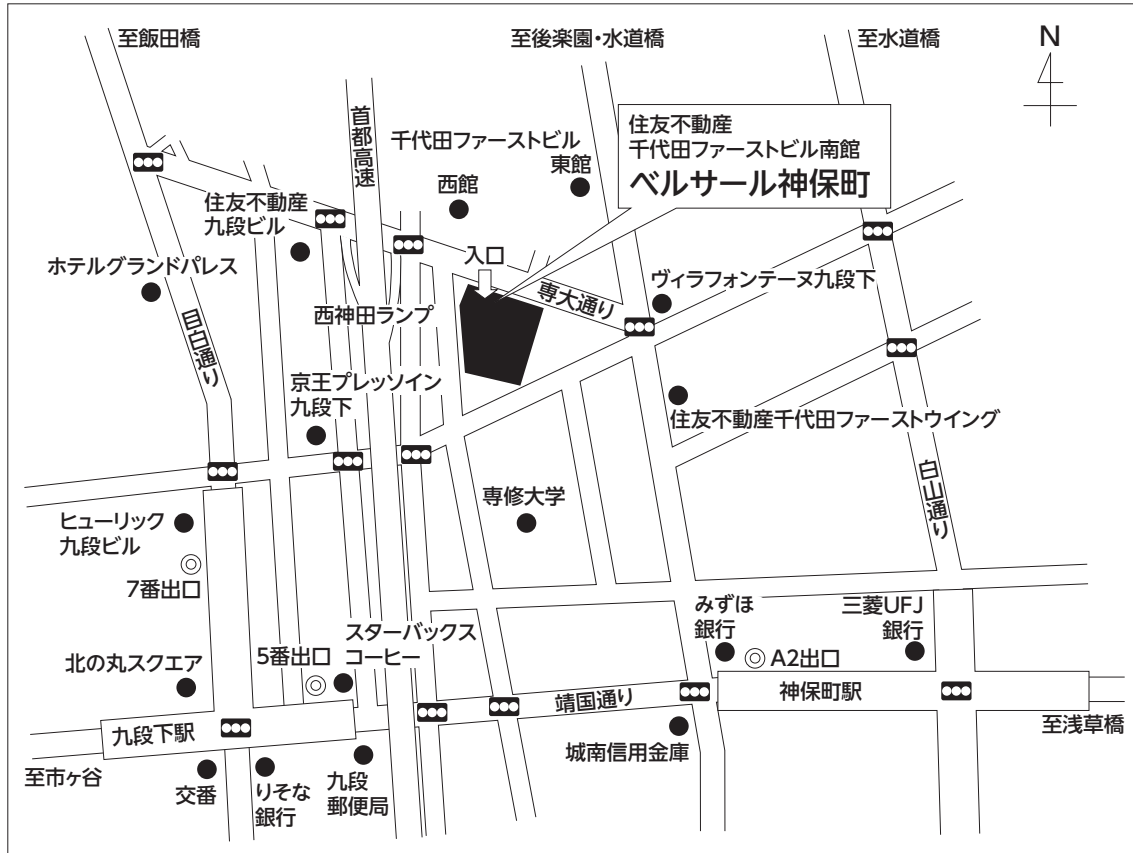 至飯田橋
至後楽園・水道橋
至水道橋
N
首都高速
千代田ファーストビル
東館
西館
住友不動産
千代田ファーストビル南館
ベルサール神保町
住友不動産
九段ビル
ホテルグランドパレス
入口
専大通り
ヴィラフォンテーヌ九段下
目白通り
西神田ランプ
京王プレッソイン
九段下
住友不動産千代田ファーストウイング
白山通り
専修大学
ヒューリック
九段ビル
7番出口
みずほ
銀行
三菱UFJ
銀行
A2出口
スターバックス
コーヒー
5番出口
北の丸スクエア
神保町駅
靖国通り
九段下駅
城南信用金庫
至浅草橋
至市ヶ谷
交番
りそな
銀行
九段
郵便局